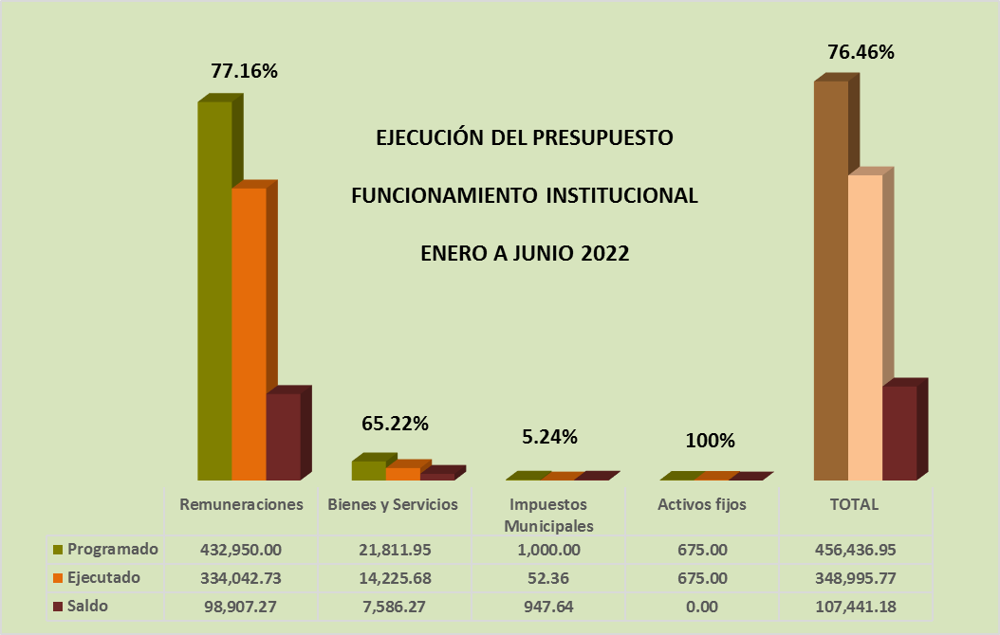 77.16%
76.46%
EJECUCIÓN DEL PRESUPUESTO
FUNCIONAMIENTO INSTITUCIONAL
ENERO A JUNIO 2022
65.22%
5.24%
100%
Remuneraciones Bienes y Servicios Impuestos Municipales Activos fijos TOTAL
Programado 432,950.00 21,811.95 1,000.00 675.00 456,436.95
Ejecutado 334,042.73 14,225.68 52.36 675.00 348,995.77
Saldo 98,907.27 7,586.27 947.64 0.00 107,441.18